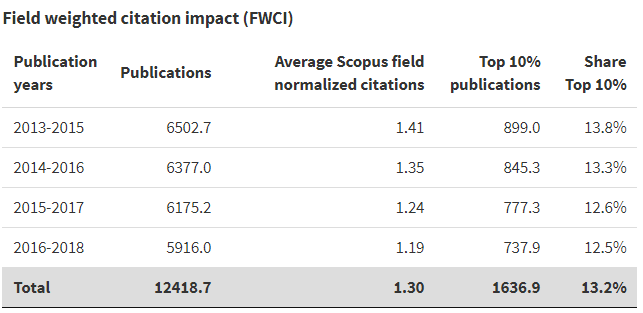 Field weighted citation impact (FWCI)
Publication years Publications Average Scopus field normalized citations Top 10% publications Share Top 10%
2013-2015 6502.7 1.41 899.0 13.8%
2014-2016 6377.0 1.35 845.3 13.3%
2015-2017 6175.2 1.24 777.3 12.6%
2016-2018 5916.0 1.19 737.9 12.5%
Total 12418.7 1.30 1636.9 13.2%